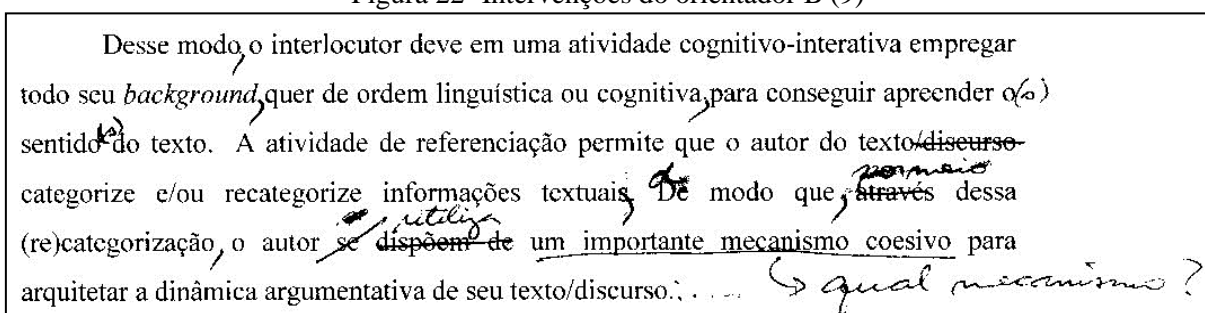 Figura 22- Intervenções do orientador B (9)
Desse modo, o interlocutor deve em uma atividade cognitivo-interativa empregar
todo seu background, quer de ordem linguística ou cognitiva, para conseguir apreender o(s)
sentido(s) do texto. A atividade de referenciação permite que o autor do texto/discurso
categorize e/ou recategorize informações textuais, De modo que, através dessa
por meio
(re)categorização, o autor se dispõem de um importante mecanismo coesivo para
utiliza
arquitetar a dinâmica argumentativa de seu texto/discurso. qual mecanismo?